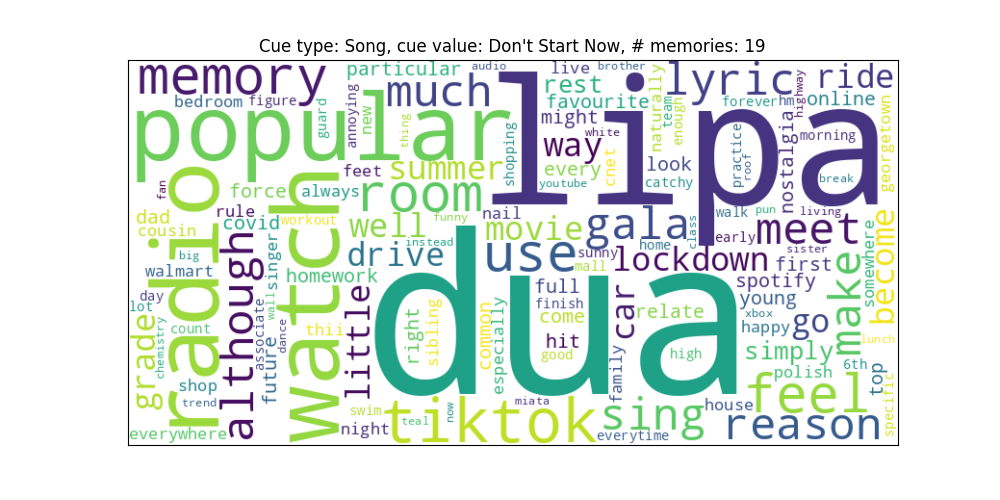 Cue type: Song, cue value: Don't Start Now, # memories: 19
memory
particular
audio
live
brother
lyric
ride
bedroom
figure
guard
annoying
new
thing
much
lipa
rest
favourite
naturally
team
enough
forever
hm
highway
online
popular
might
white
way
shopping
cnet
every
youtube
look
catchy
practice
roof
nostalgia
morning
break
georgetown
fan
radio
force
always
feet
summer
room
dad
cousin
rule
covid
workout
singer
watch
well
funny
nail
movie
gala
home
class
walk
pun
living
early
meet
big
walmart
although
homework
drive
instead
dua
use
sunny
mall
lockdown
sister
first
somewhere
become
day
lot
grade
chemistry
count
associate
wall
future
dance
thii
little
right
sibling
common
especially
full
finish
come
hit
good
car
relate
high
family
spotify
young
xbox
happy
go
make
lunch
simply
polish
6th
top
specific
shop
trend
everywhere
swim
night
teal
tiktok
now
miata
sing
everytime
house
feel
reason